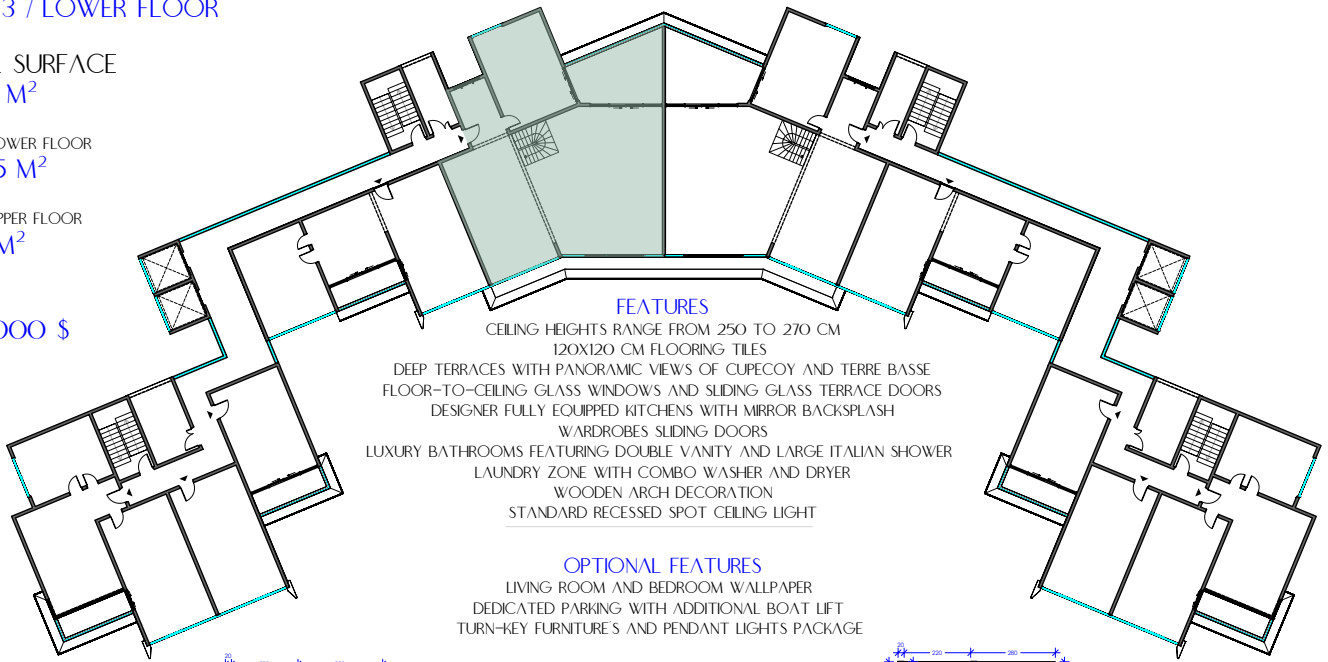 3 / LOWER FLOOR
SURFACE
M²
LOWER FLOOR
5 M²
UPPER FLOOR
M²
000 $
FEATURES
CEILING HEIGHTS RANGE FROM 250 TO 270 CM
120X120 CM FLOORING TILES
DEEP TERRACES WITH PANORAMIC VIEWS OF CUPECOY AND TERRE BASSE
FLOOR-TO-CEILING GLASS WINDOWS AND SLIDING GLASS TERRACE DOORS
DESIGNER FULLY EQUIPPED KITCHENS WITH MIRROR BACKSPLASH
WARDROBES SLIDING DOORS
LUXURY BATHROOMS FEATURING DOUBLE VANITY AND LARGE ITALIAN SHOWER
LAUNDRY ZONE WITH COMBO WASHER AND DRYER
WOODEN ARCH DECORATION
STANDARD RECESSED SPOT CEILING LIGHT
OPTIONAL FEATURES
LIVING ROOM AND BEDROOM WALLPAPER
DEDICATED PARKING WITH ADDITIONAL BOAT LIFT
TURN-KEY FURNITURE'S AND PENDANT LIGHTS PACKAGE
20
20
220 280